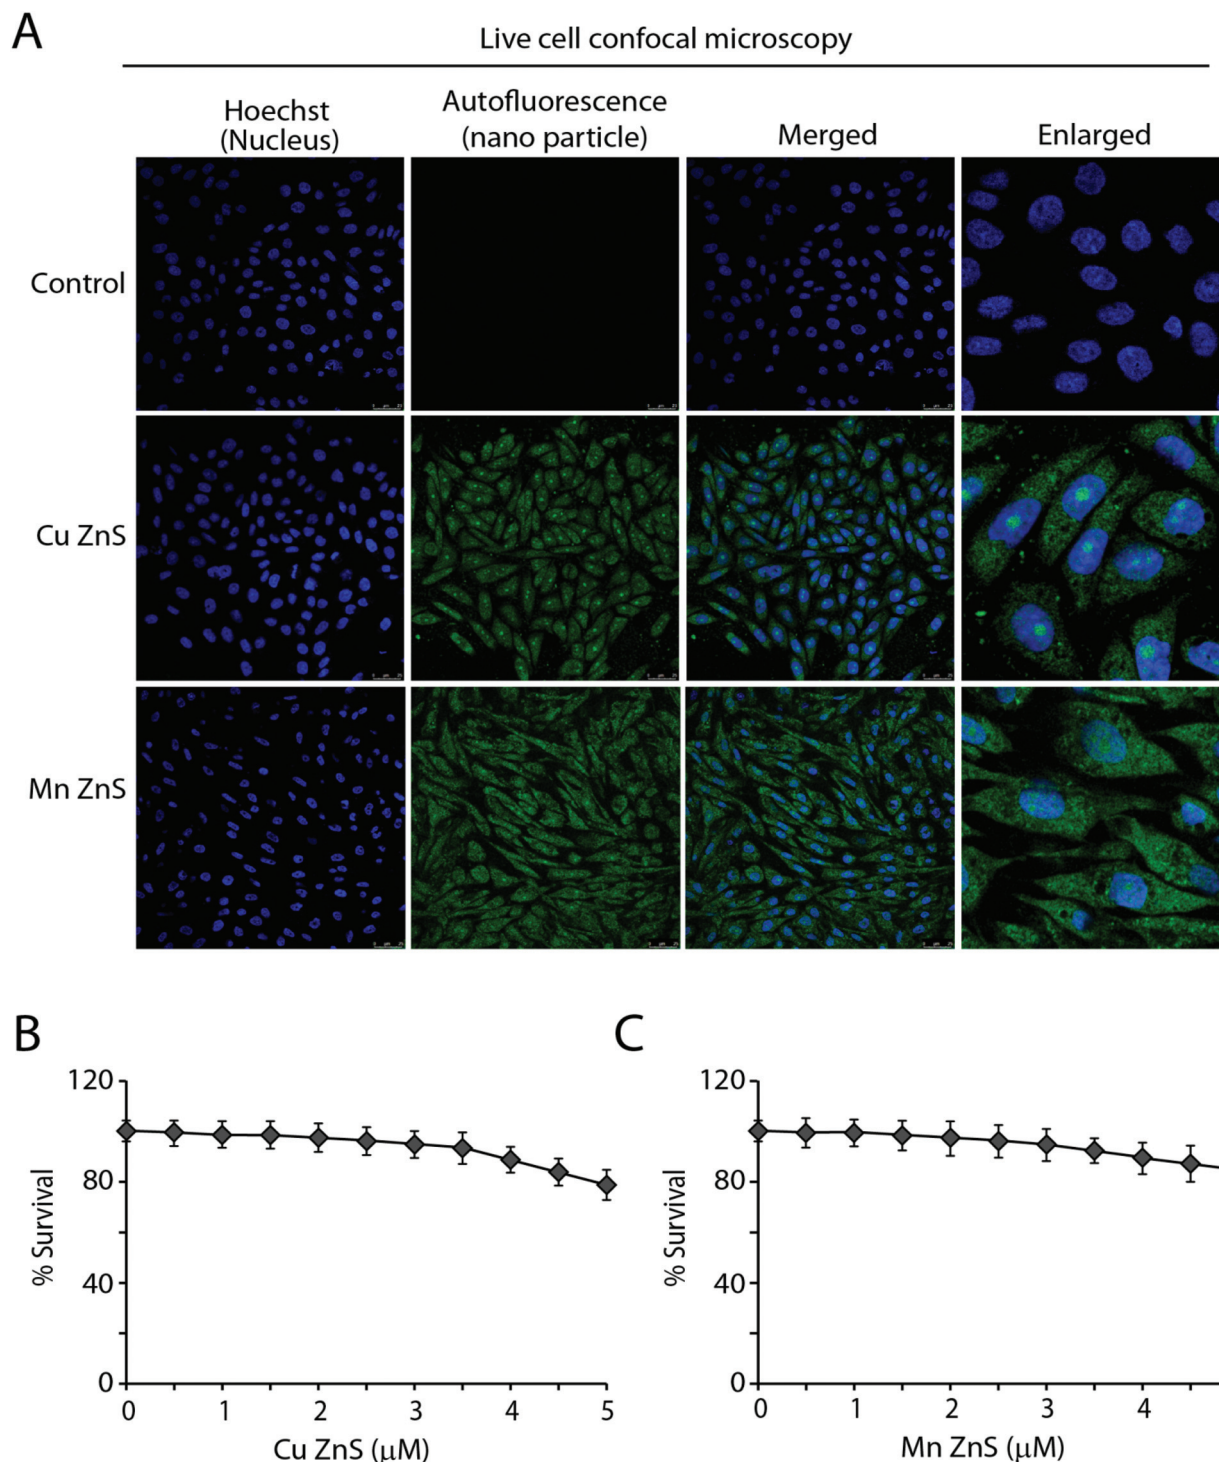 A
Live cell confocal microscopy
Hoechst
(Nucleus)
Autofluorescence
(nano particle)
Merged
Enlarged
Control
Cu ZnS
Mn ZnS
B
120
80
40
0
% Survival
0 1 2 3 4 5
Cu ZnS (μM)
C
120
80
40
0
% Survival
0 1 2 3 4
Mn ZnS (μM)